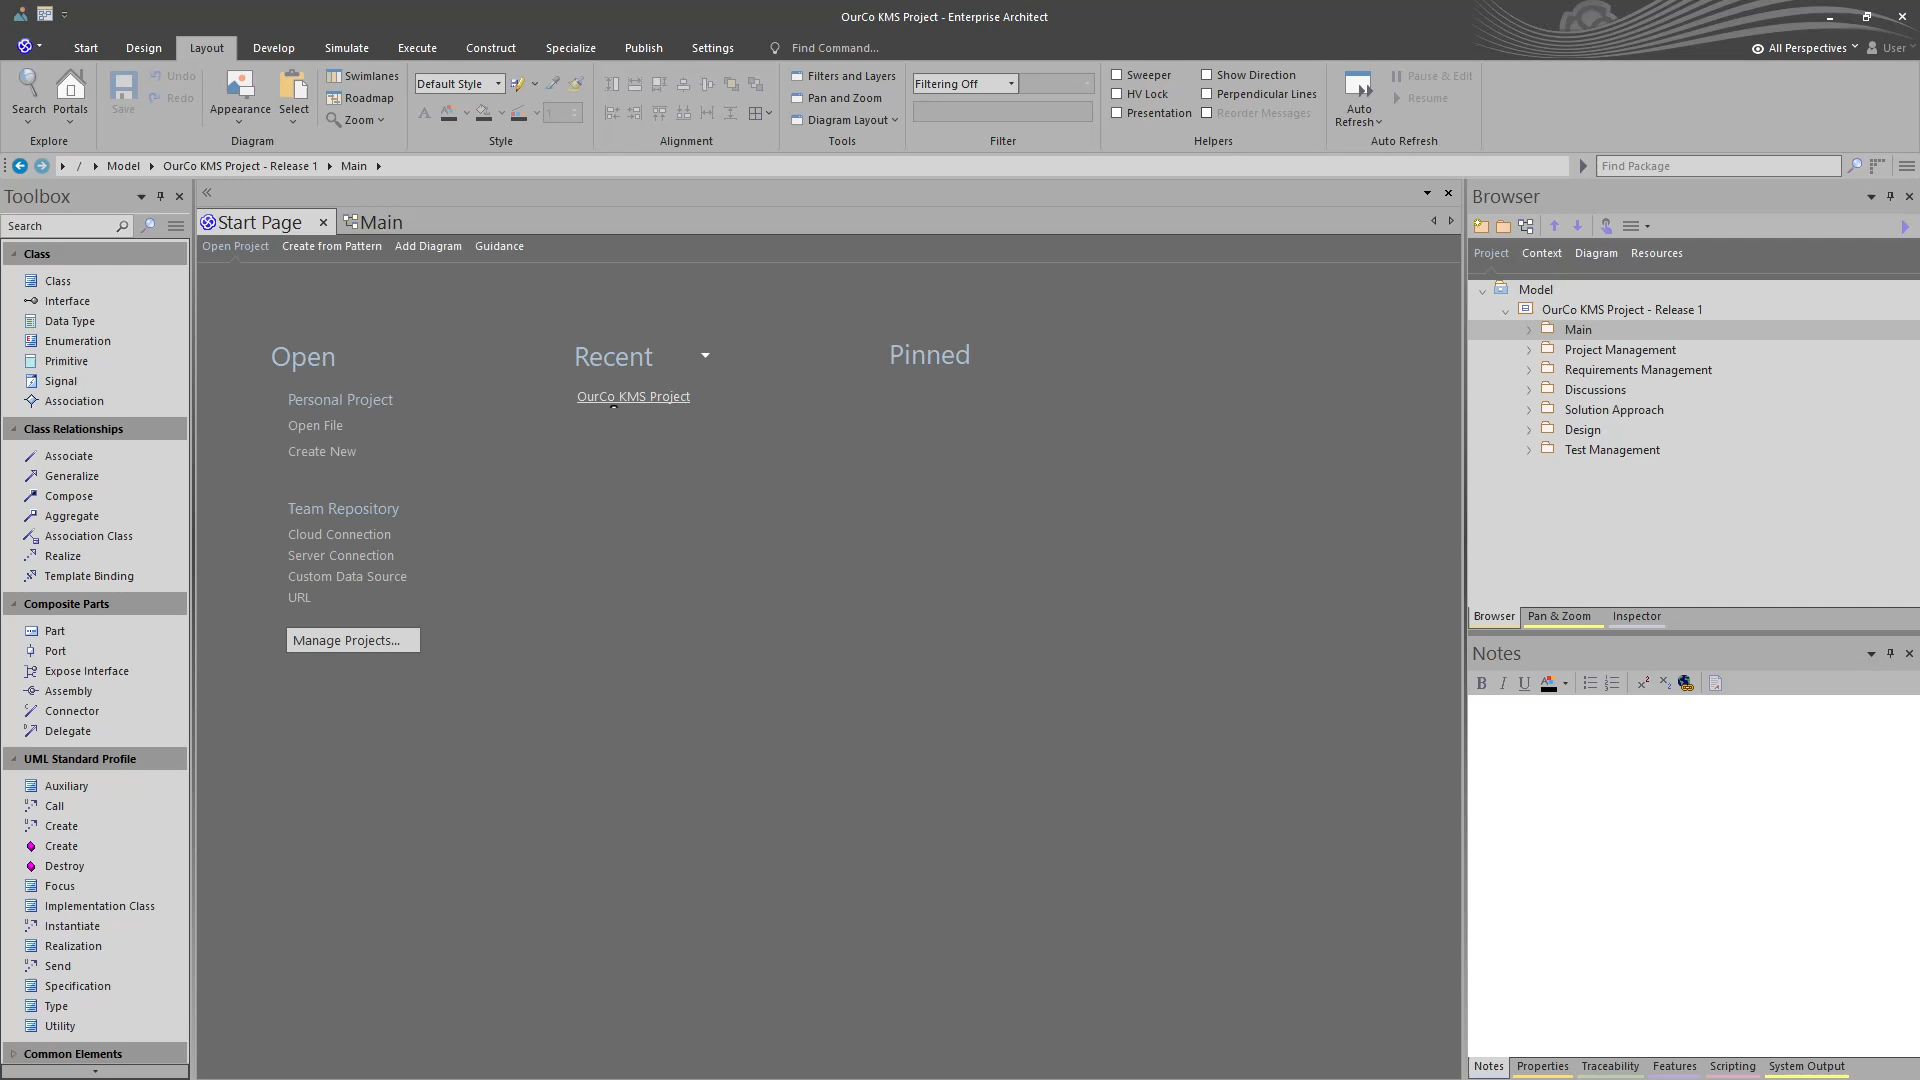 OurCo KMS Project - Enterprise Architect
Start Design Layout Develop Simulate Execute Construct Specialize Publish Settings Find Command...
All Perspectives User
Search Portals
Explore
Save Undo Redo
Appearance Select
Swimlanes
Roadmap
Zoom
Diagram
Default Style
A
1
Style
Alignment
Filters and Layers
Pan and Zoom
Diagram Layout
Tools
Filtering Off
Filter
Sweeper Show Direction
HV Lock Perpendicular Lines
Presentation Reorder Messages
Helpers
Auto Refresh
Pause & Edit
Resume
Auto Refresh
/ Model OurCo KMS Project - Release 1 Main
Find Package
Toolbox
Search
Class
Class
Interface
Data Type
Enumeration
Primitive
Signal
Association
Class Relationships
Associate
Generalize
Compose
Aggregate
Association Class
Realize
Template Binding
Composite Parts
Part
Port
Expose Interface
Assembly
Connector
Delegate
UML Standard Profile
Auxiliary
Call
Create
Create
Destroy
Focus
Implementation Class
Instantiate
Realization
Send
Specification
Type
Utility
Common Elements
Start Page Main
Open Project Create from Pattern Add Diagram Guidance
Open
Personal Project
Open File
Create New
Team Repository
Cloud Connection
Server Connection
Custom Data Source
URL
Manage Projects...
Recent
OurCo KMS Project
Pinned
Browser
Project Context Diagram Resources
Model
OurCo KMS Project - Release 1
Main
Project Management
Requirements Management
Discussions
Solution Approach
Design
Test Management
Browser Pan & Zoom Inspector
Notes
B I U A x² x₂
Notes Properties Traceability Features Scripting System Output